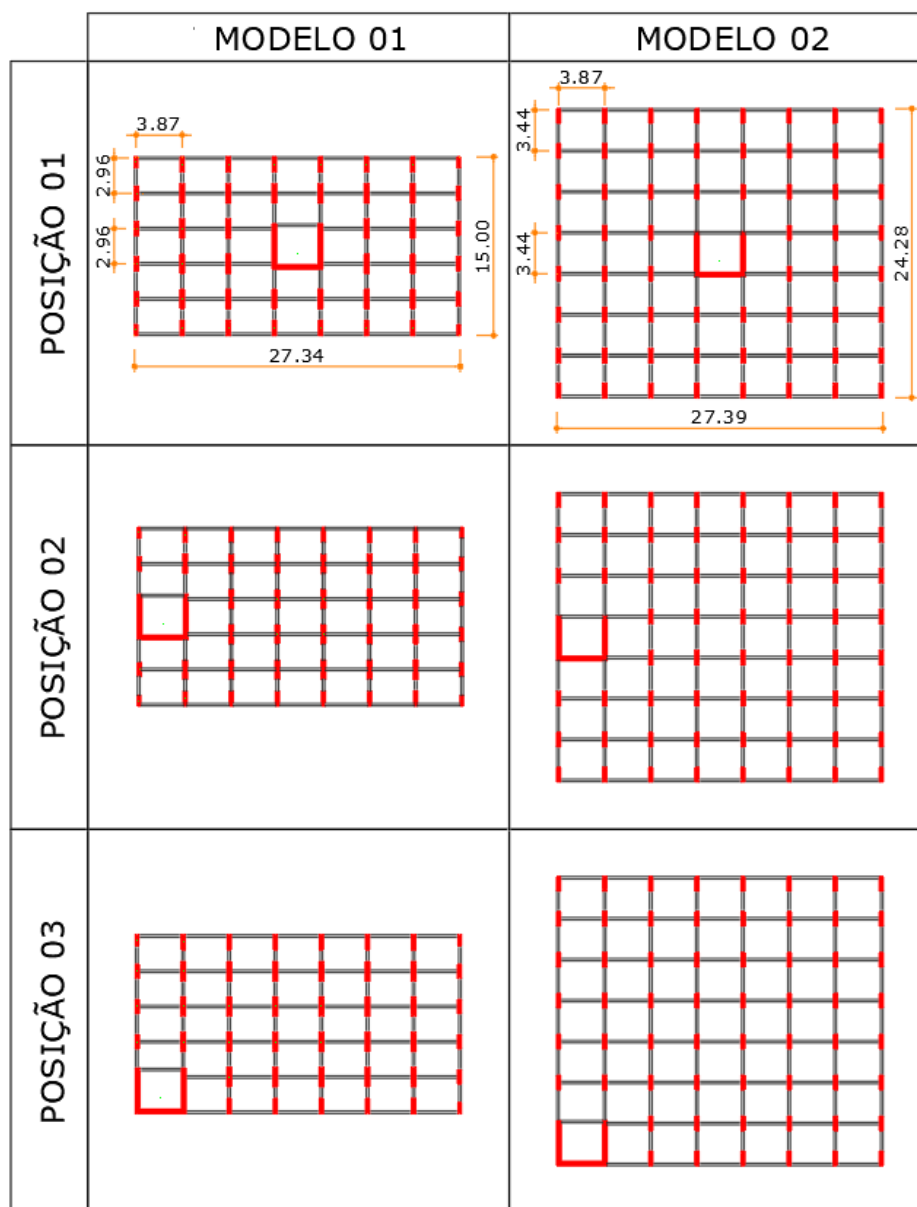 MODELO 01
MODELO 02
POSIÇÃO 01
3.87
2.96
2.96
15.00
27.34
3.87
3.44
3.44
24.28
27.39
POSIÇÃO 02
POSIÇÃO 03